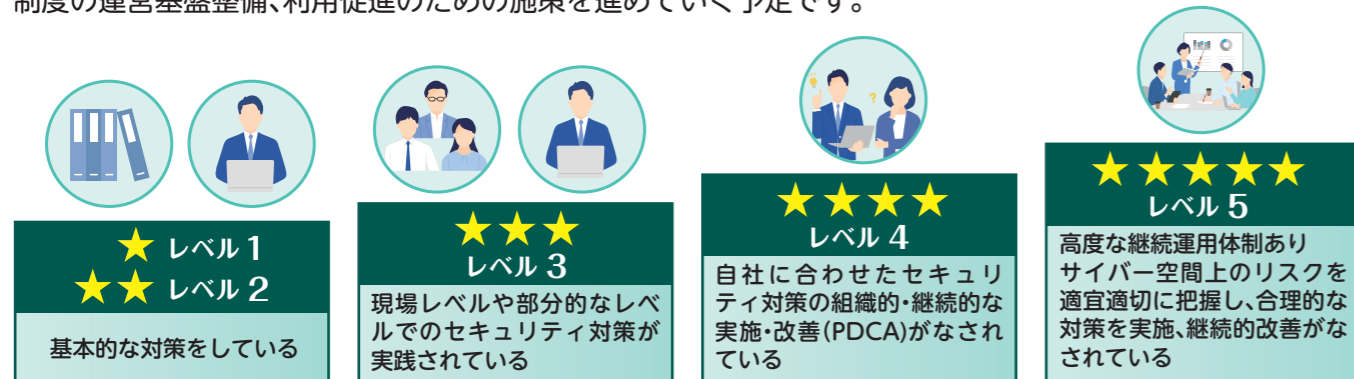 制度の運営基盤整備、利用促進のための施策を進めていく予定です。
★ レベル 1
★★ レベル 2
基本的な対策をしている
★★★
レベル 3
現場レベルや部分的なレベ
ルでのセキュリティ対策が
実践されている
★★★★
レベル 4
自社に合わせたセキュリ
ティ対策の組織的・継続的な
実施・改善(PDCA)がなされ
ている
★★★★★
レベル 5
高度な継続運用体制あり
サイバー空間上のリスクを
適宜適切に把握し、合理的な
対策を実施、継続的改善がな
されている